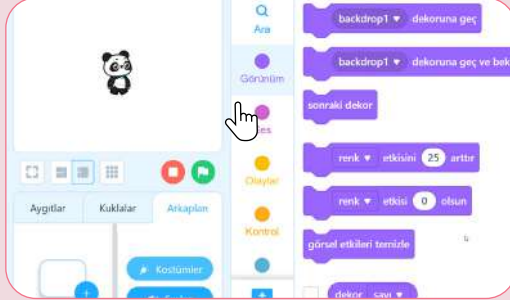 Ara
Görünüm
Ses
Olaylar
Kontrol
Aygıtlar
Kuklalar
Arkaplan
Kostümler
backdrop1 dekoruna geç
backdrop1 dekoruna geç ve bek
sonraki dekor
renk etkisini 25 arttır
renk etkisi 0 olsun
görsel etkileri temizle
dekor sayı